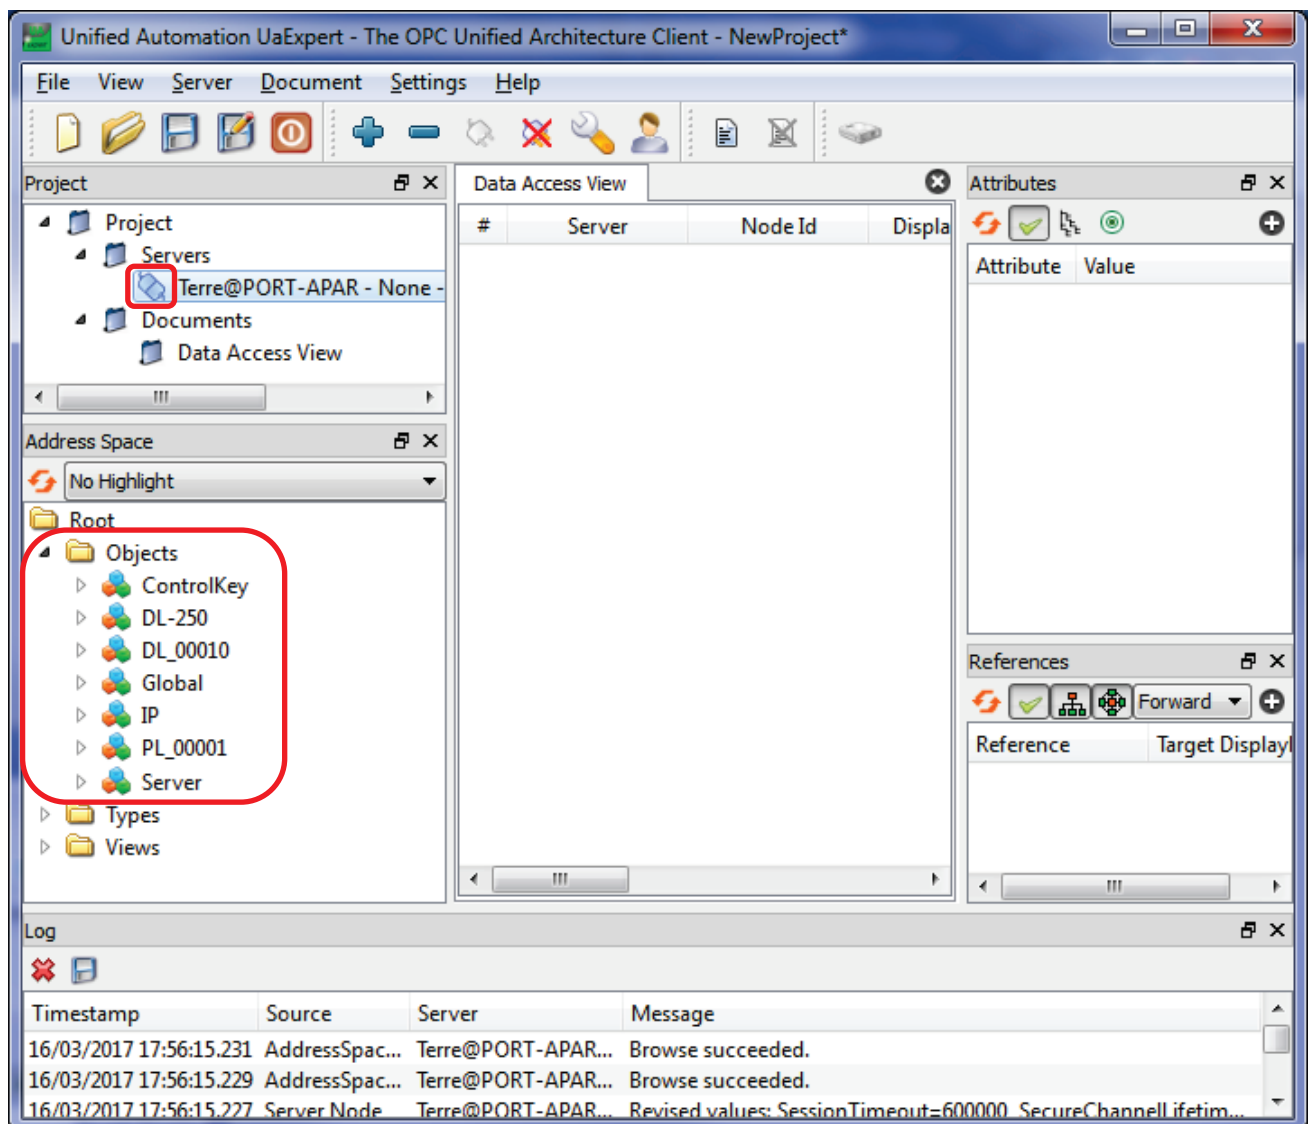 Unified Automation UaExpert - The OPC Unified Architecture Client - NewProject*
File View Server Document Settings Help
Project
Project
Servers
Terre@PORT-APAR - None -
Documents
Data Access View
Address Space
No Highlight
Root
Objects
ControlKey
DL-250
DL_00010
Global
IP
PL_00001
Server
Types
Views
Data Access View
# Server Node Id Displa
Attributes
Attribute Value
References
Forward
Reference Target Displayl
Log
Timestamp Source Server Message
16/03/2017 17:56:15.231 AddressSpac... Terre@PORT-APAR... Browse succeeded.
16/03/2017 17:56:15.229 AddressSpac... Terre@PORT-APAR... Browse succeeded.
16/03/2017 17:56:15.227 Server Node Terre@PORT-APAR... Revised values: SessionTimeout=600000 SecureChannelLifetim...